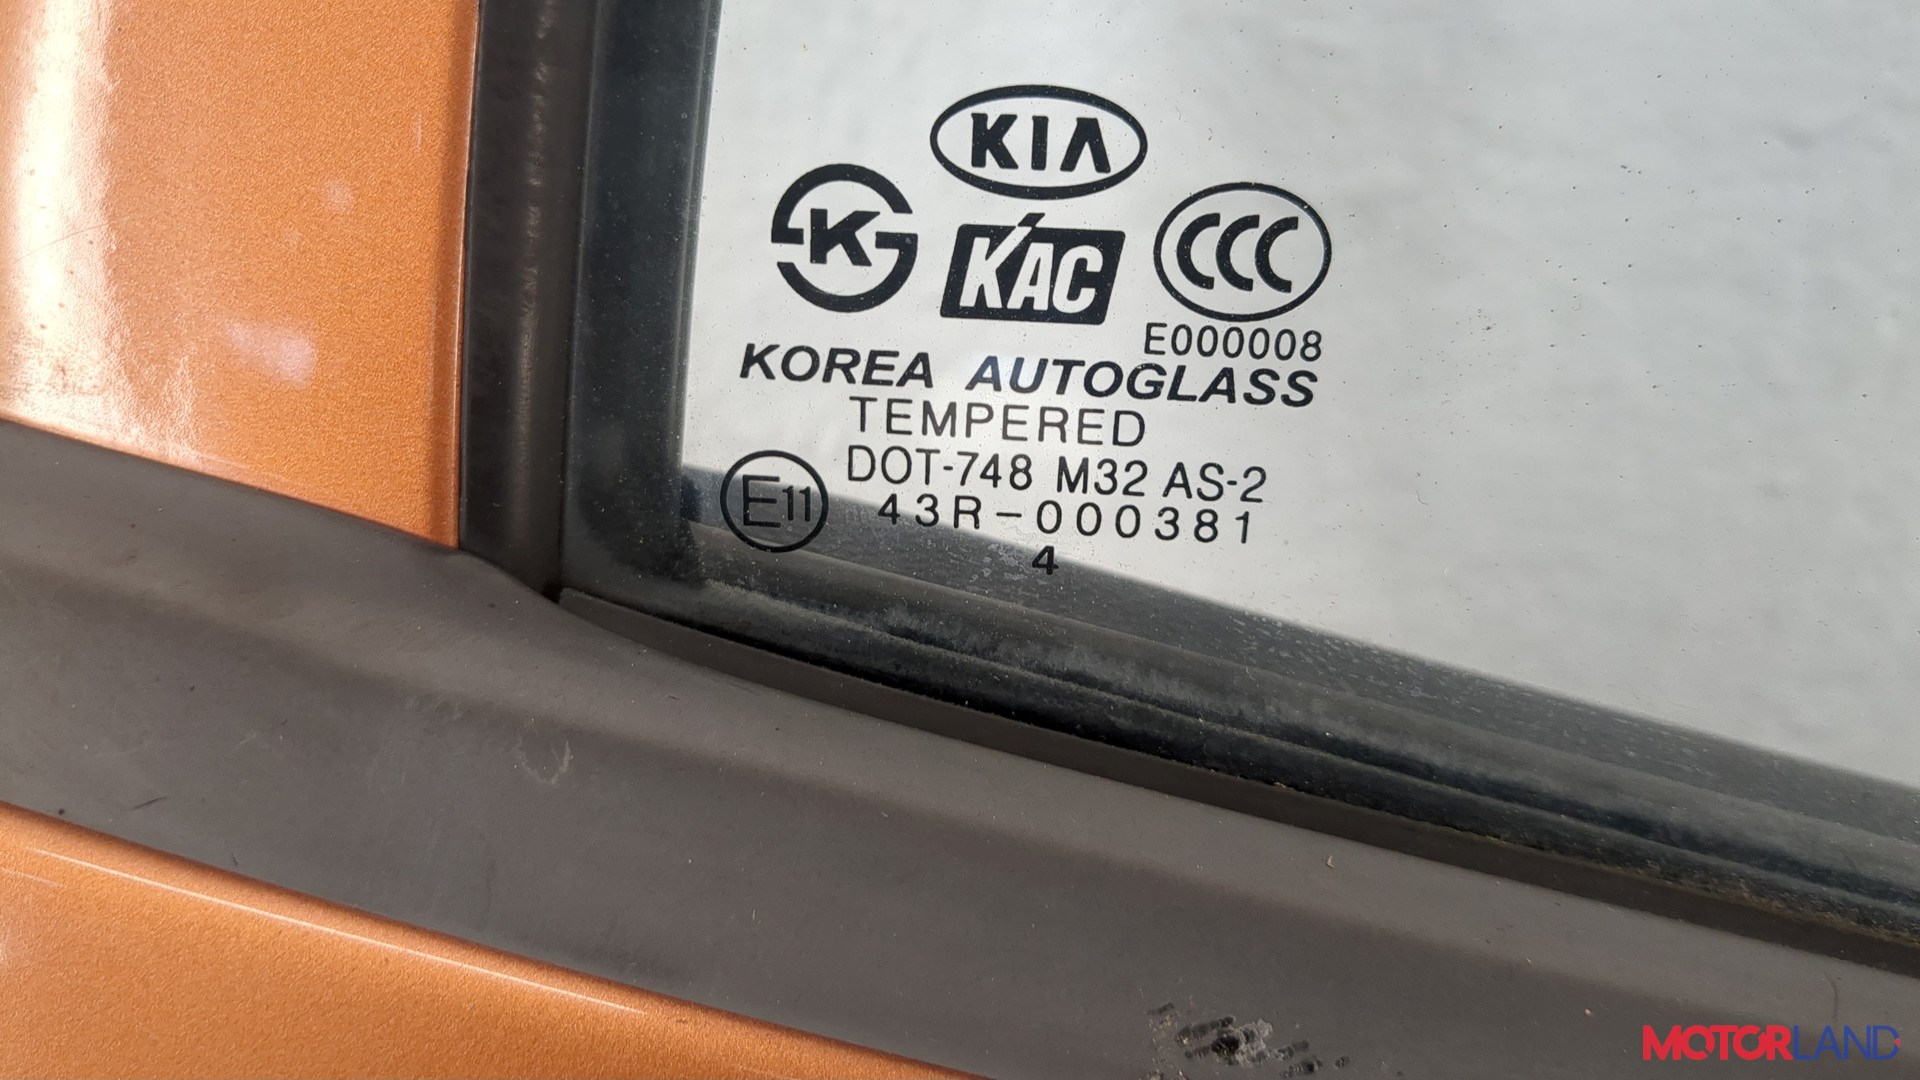 KIA
K
KAC
CCC
E000008
KOREA AUTOGLASS
TEMPERED
DOT-748 M32 AS-2
E11
43R-000381
4
MOTORLAND